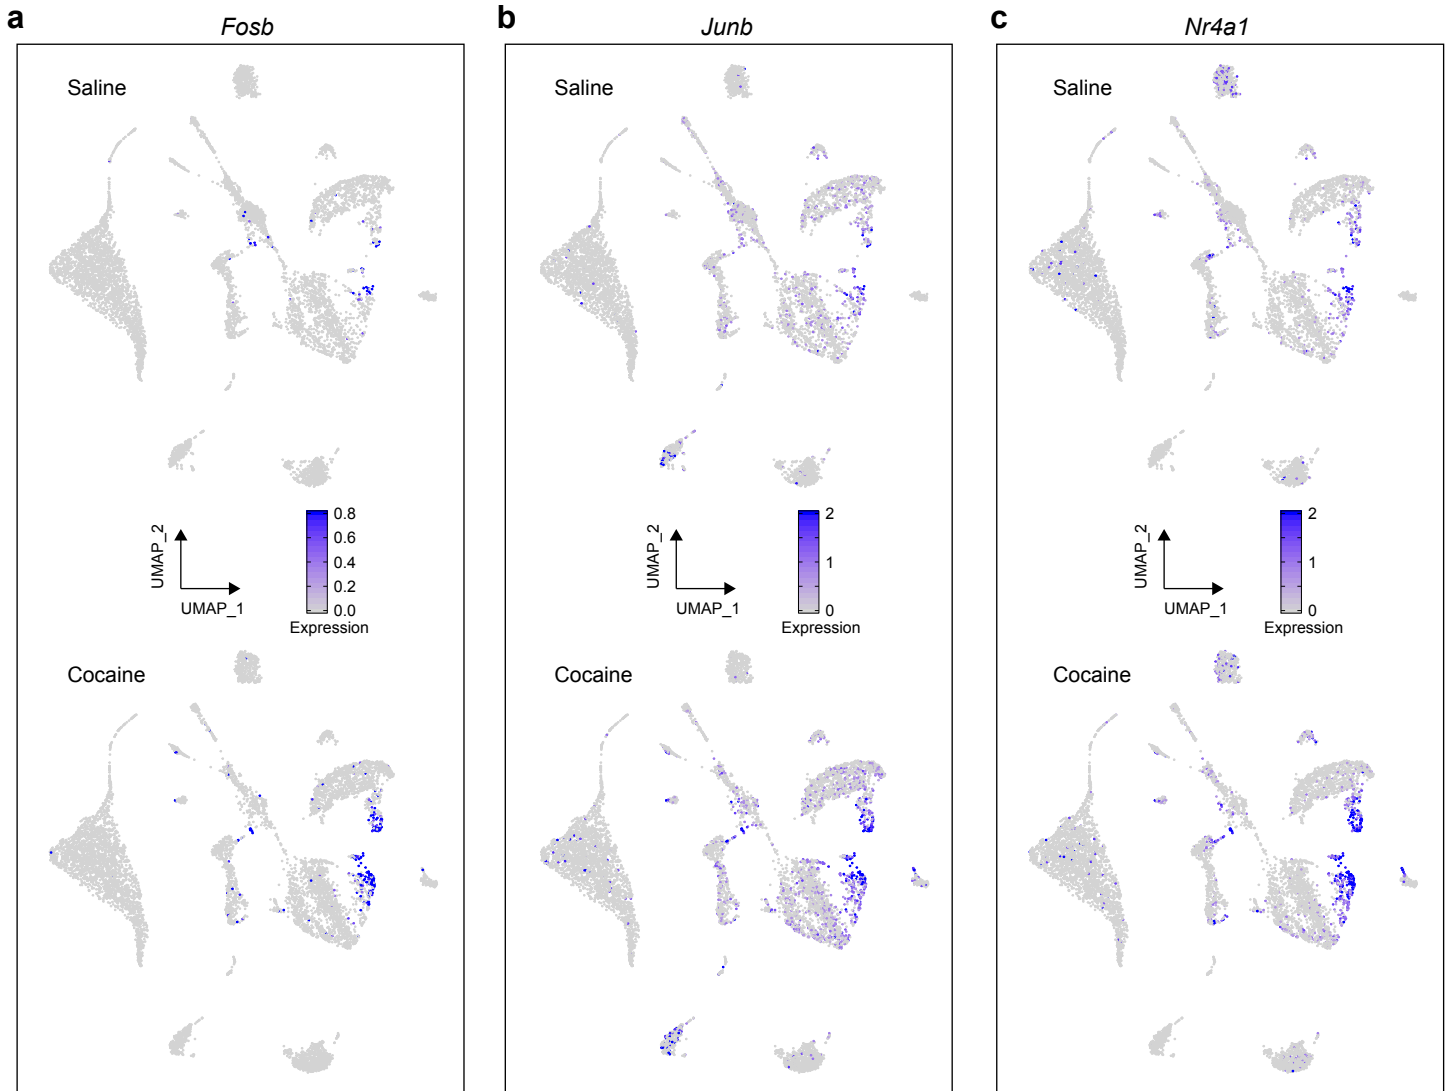 a
Fosb
Saline
UMAP_2
UMAP_1
0.8
0.6
0.4
0.2
0.0
Expression
Cocaine
b
Junb
Saline
UMAP_2
UMAP_1
2
1
0
Expression
Cocaine
c
Nr4a1
Saline
UMAP_2
UMAP_1
2
1
0
Expression
Cocaine